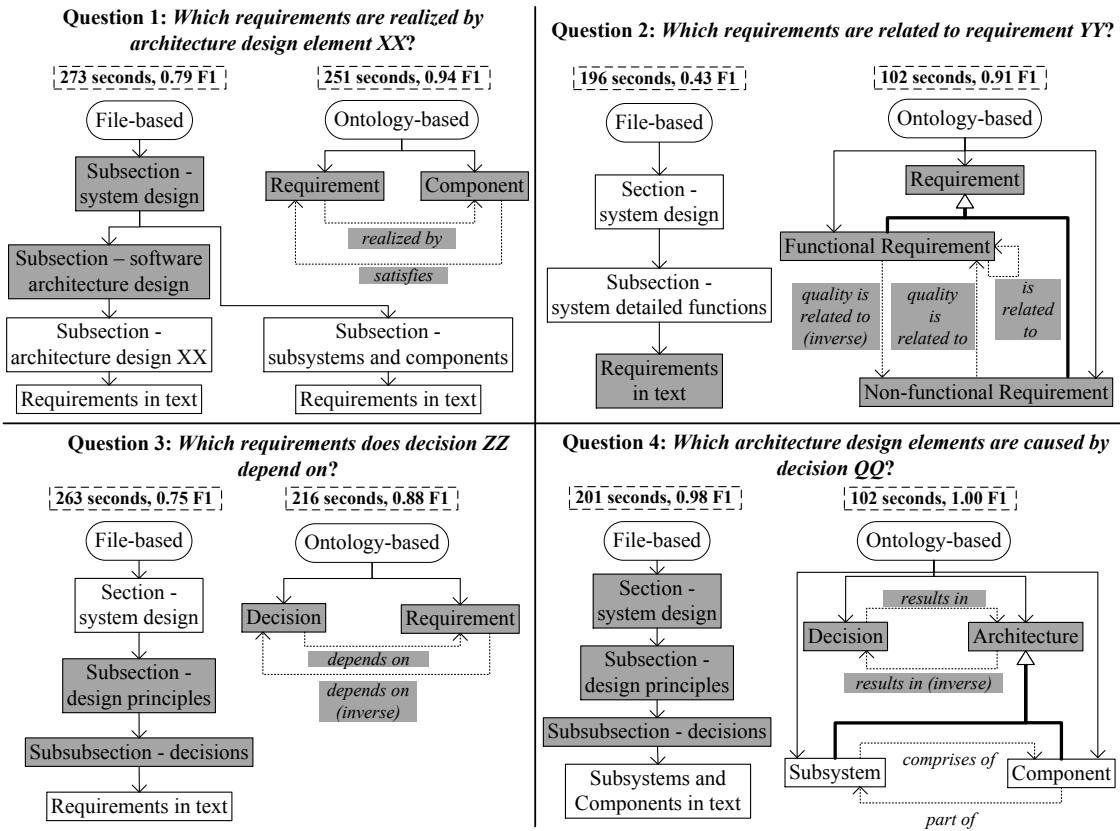 Question 1: Which requirements are realized by
architecture design element XX?
273 seconds, 0.79 F1
251 seconds, 0.94 F1
File-based
Ontology-based
Subsection -
system design
Requirement
Component
realized by
satisfies
Subsection – software
architecture design
Subsection -
architecture design XX
Subsection -
subsystems and components
Requirements in text
Requirements in text
Question 2: Which requirements are related to requirement YY?
196 seconds, 0.43 F1
102 seconds, 0.91 F1
File-based
Ontology-based
Section -
system design
Requirement
Functional Requirement
Subsection -
system detailed functions
quality is
related to
(inverse)
quality
is
related to
is
related
to
Requirements
in text
Non-functional Requirement
Question 3: Which requirements does decision ZZ
depend on?
263 seconds, 0.75 F1
216 seconds, 0.88 F1
File-based
Ontology-based
Section -
system design
Decision
Requirement
depends on
depends on
(inverse)
Subsection -
design principles
Subsubsection - decisions
Requirements in text
Question 4: Which architecture design elements are caused by
decision QQ?
201 seconds, 0.98 F1
102 seconds, 1.00 F1
File-based
Ontology-based
Section -
system design
results in
Decision
Architecture
results in (inverse)
Subsection -
design principles
Subsubsection - decisions
Subsystems and
Components in text
Subsystem
comprises of
Component
part of